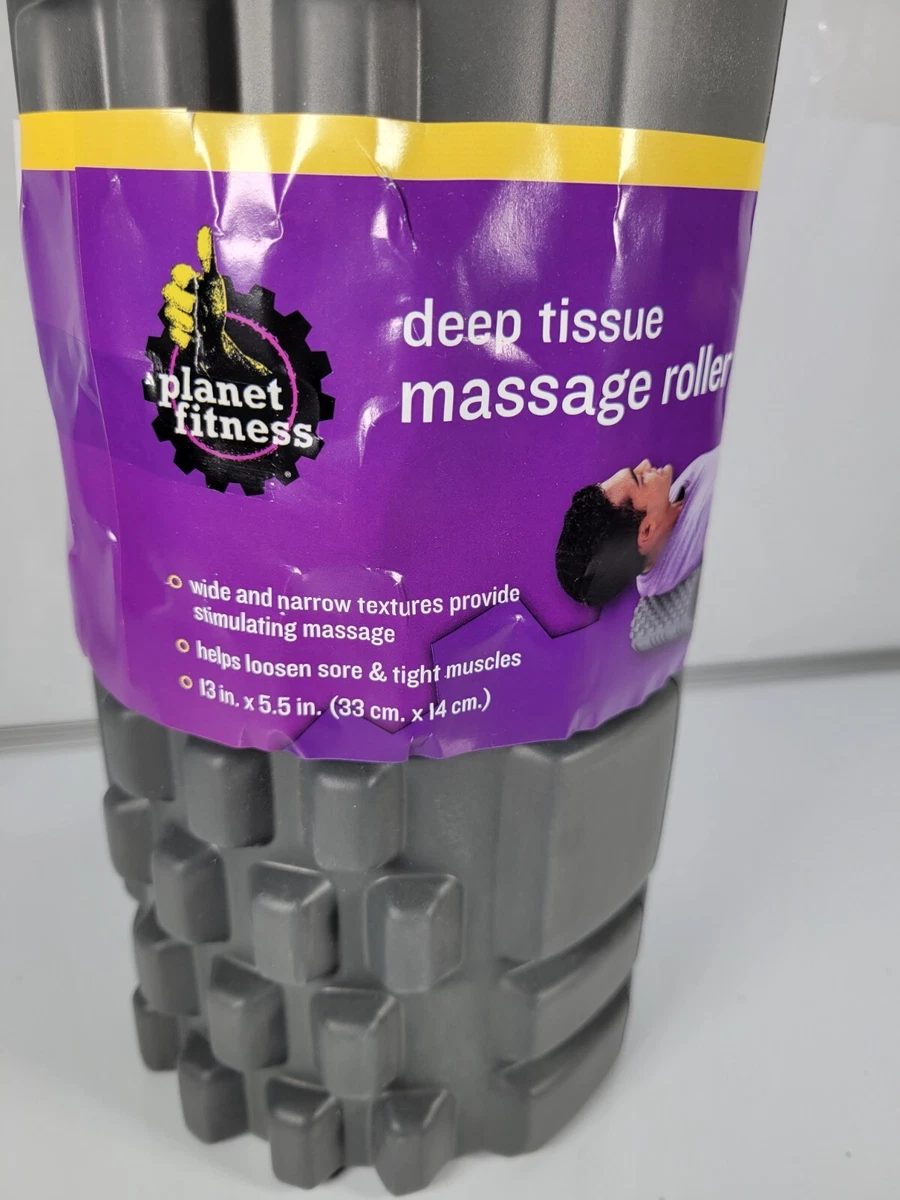 planet
fitness
deep tissue
massage roller
wide and narrow textures provide
stimulating massage
helps loosen sore & tight muscles
13 in. x 5.5 in. (33 cm. x 14 cm.)